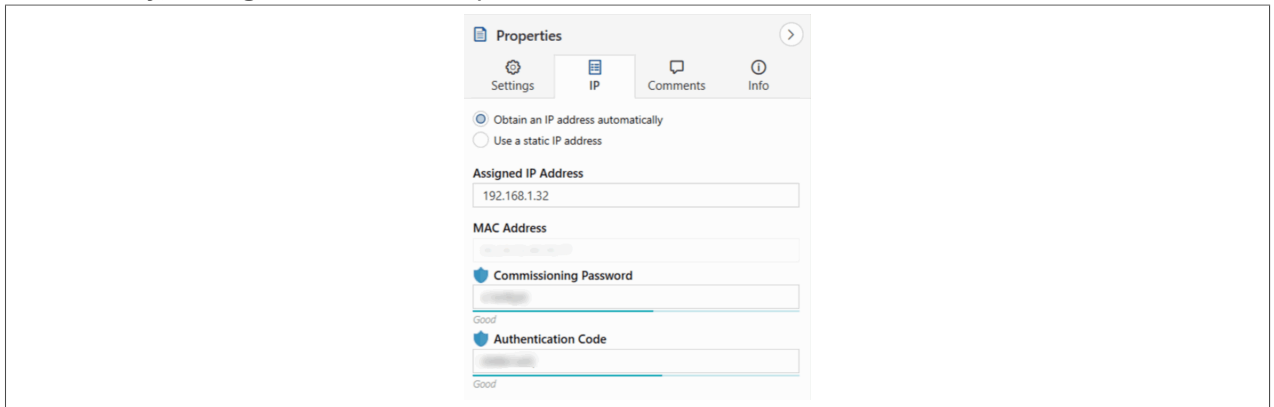 Properties
Settings IP Comments Info
Obtain an IP address automatically
Use a static IP address
Assigned IP Address
192.168.1.32
MAC Address
Commissioning Password
Good
Authentication Code
Good